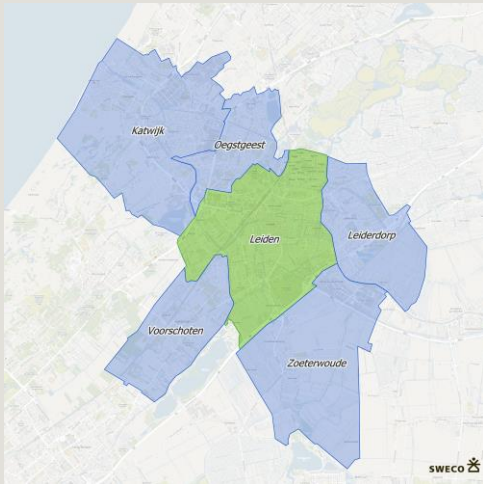 Katwijk
Oegstgeest
Leiden
Leiderdorp
Voorschoten
Zoeterwoude
SWECO